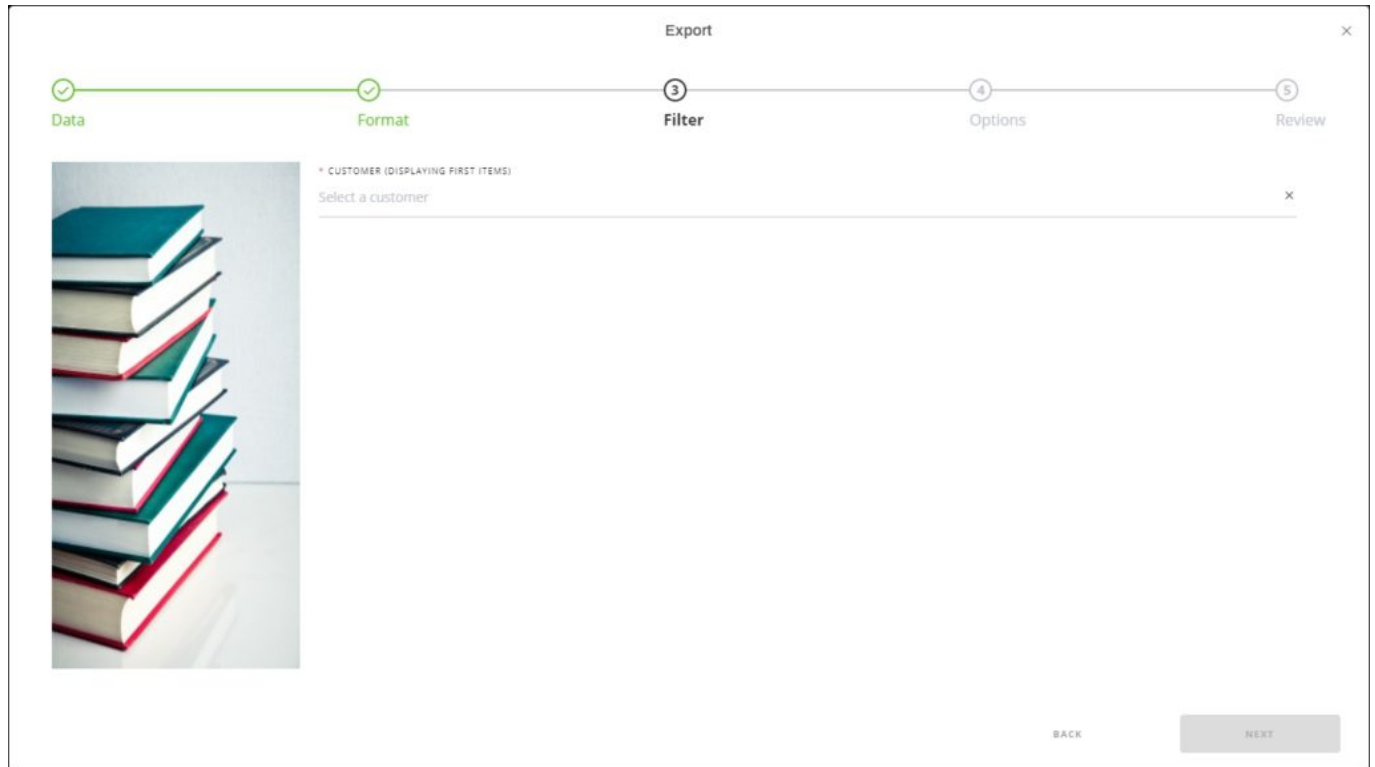 Export
Data
Format
3
Filter
4
Options
5
Review
* CUSTOMER (DISPLAYING FIRST ITEMS)
Select a customer
BACK
NEXT